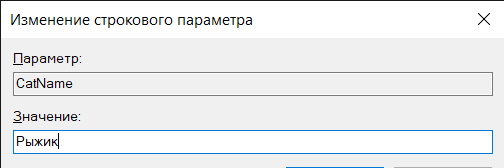 Изменение строкового параметра
Параметр:
CatName
Значение:
Рыжик